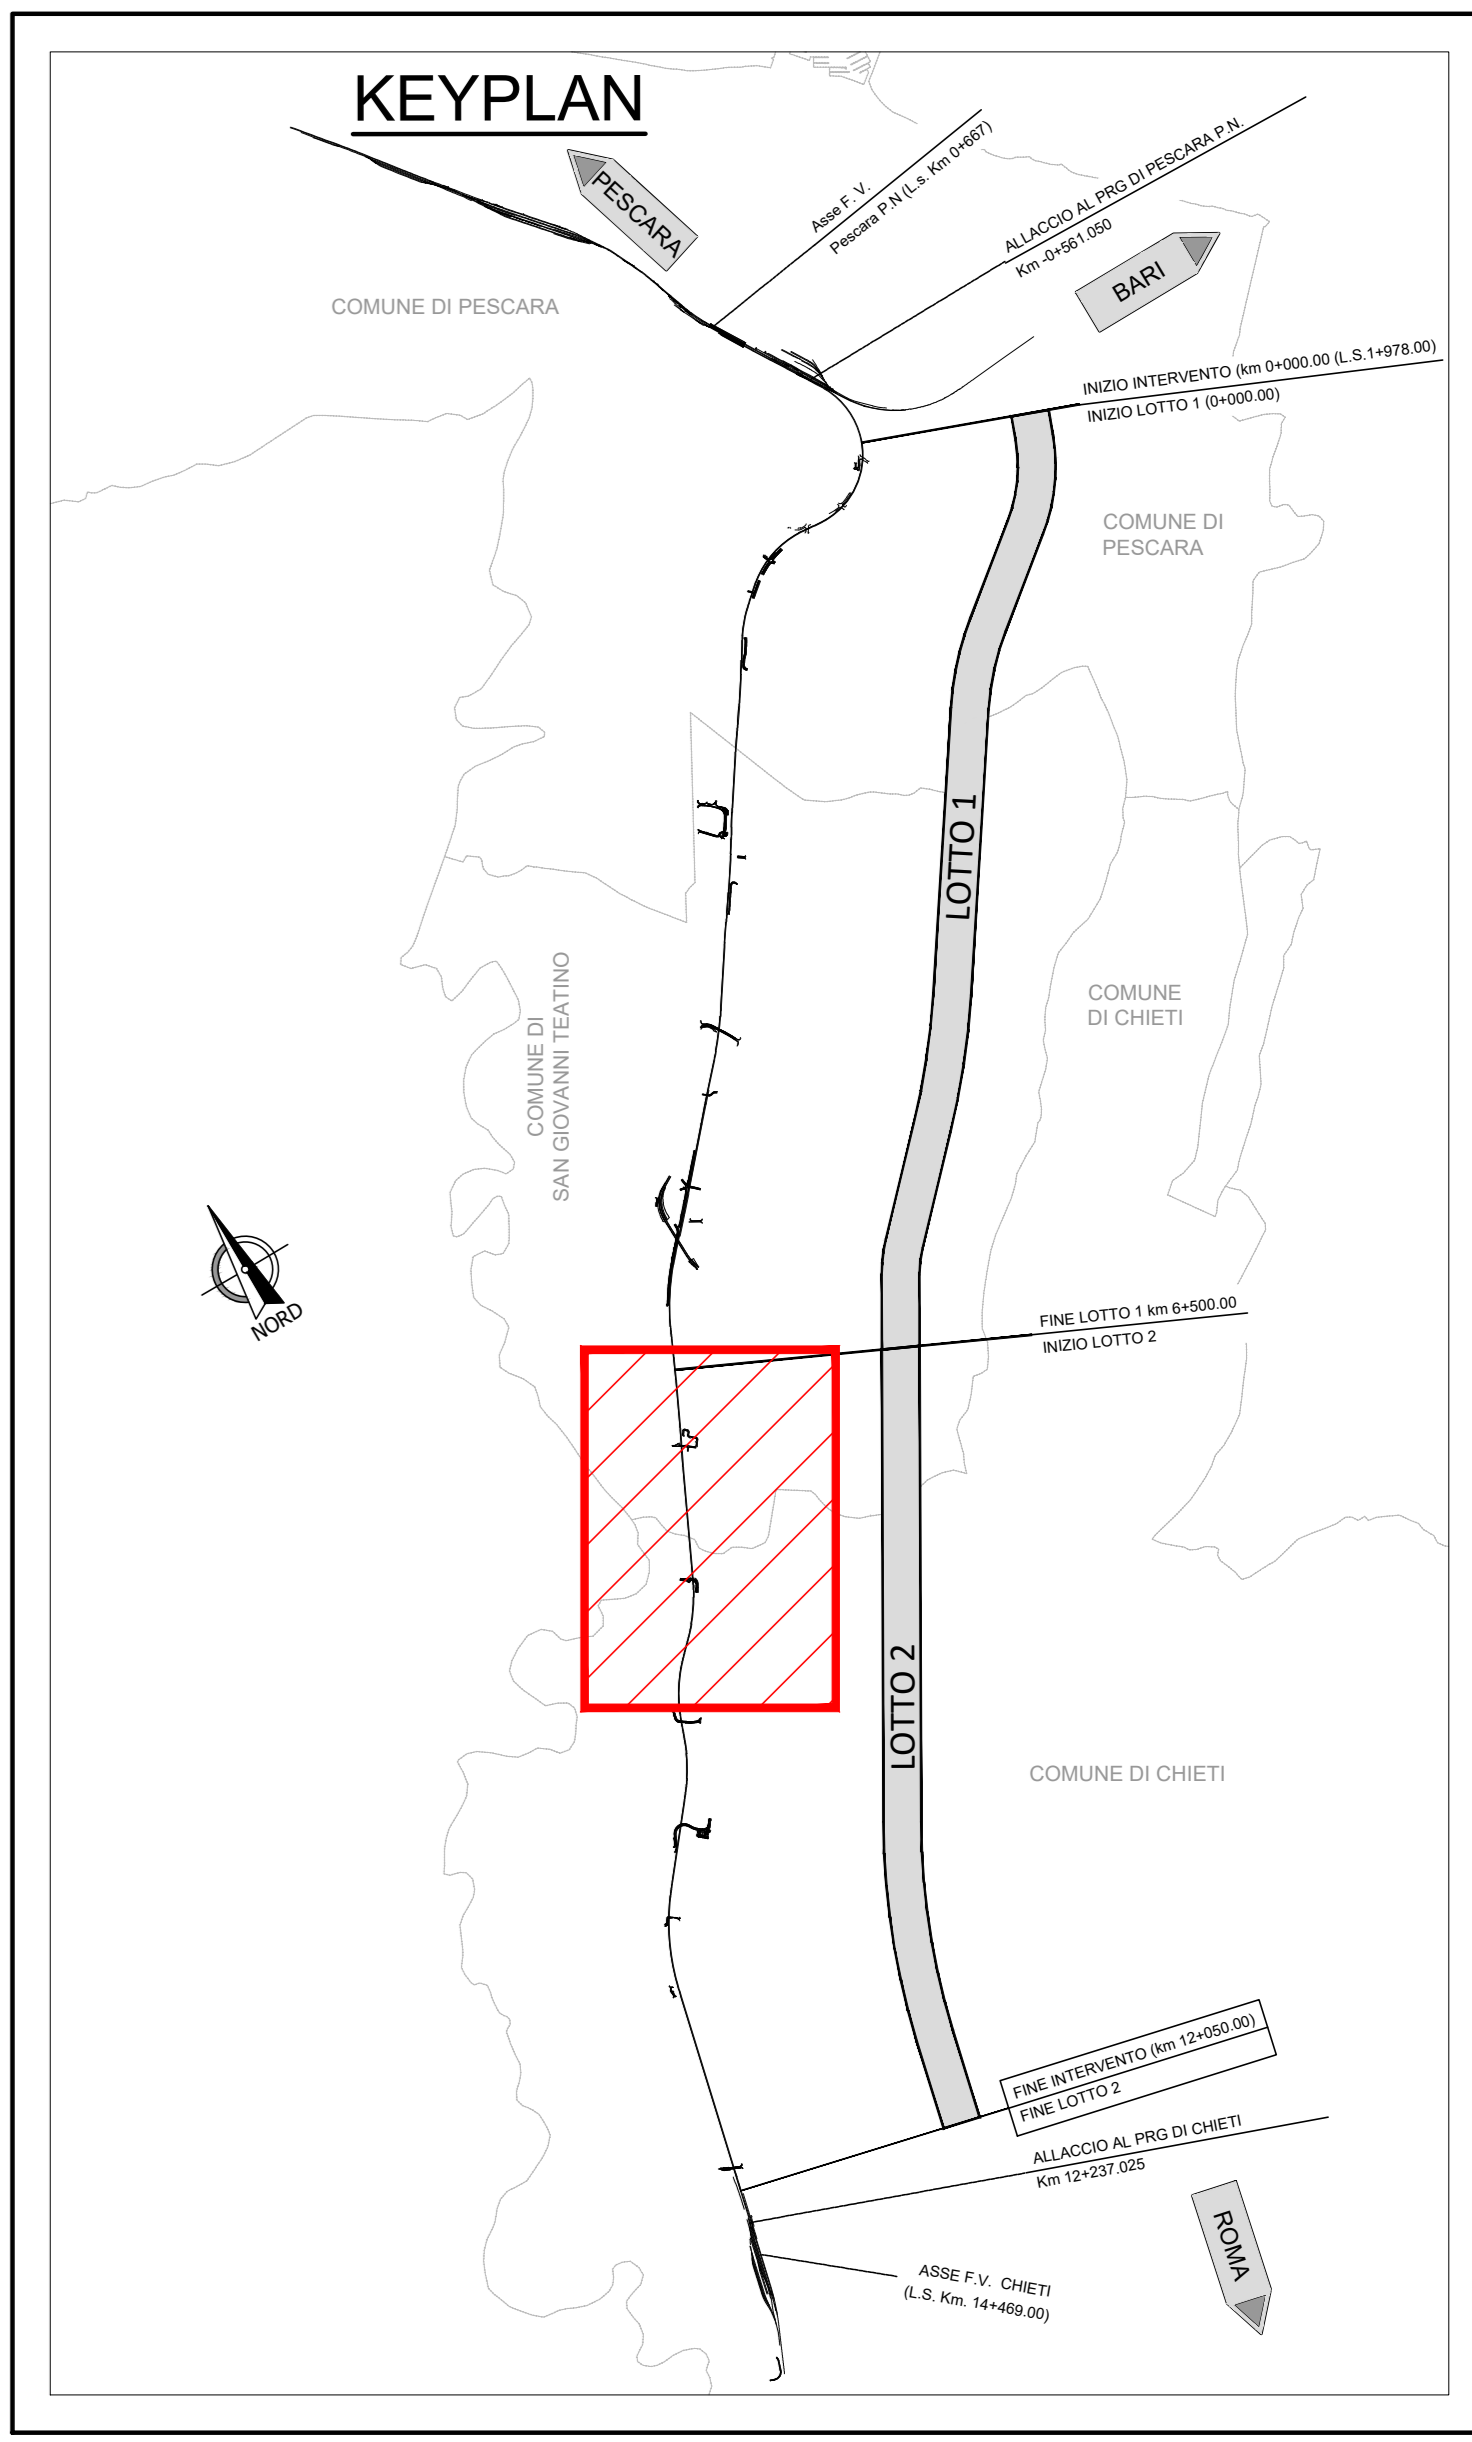 KEYPLAN
PESCARA
Asse F. V.
Pescara P.N (L.s. Km 0+667)
ALLACCIO AL PRG DI PESCARA P.N.
Km -0+561.050
BARI
COMUNE DI PESCARA
INIZIO INTERVENTO (km 0+000.00 (L.S.1+978.00)
INIZIO LOTTO 1 (0+000.00)
COMUNE DI
PESCARA
LOTTO 1
COMUNE
DI CHIETI
COMUNE DI
SAN GIOVANNI TEATINO
NORD
FINE LOTTO 1 km 6+500.00
INIZIO LOTTO 2
LOTTO 2
COMUNE DI CHIETI
FINE INTERVENTO (km 12+050.00)
FINE LOTTO 2
ALLACCIO AL PRG DI CHIETI
Km 12+237.025
ROMA
ASSE F.V. CHIETI
(L.S. Km. 14+469.00)